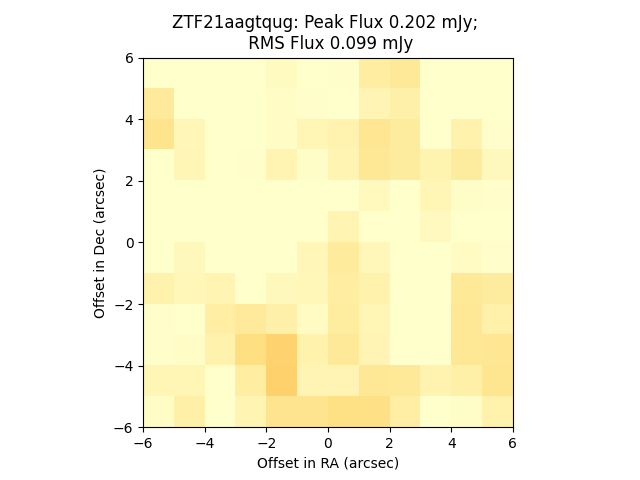 ZTF21aagtqug: Peak Flux 0.202 mJy;
RMS Flux 0.099 mJy
6
4
2
0
−2
−4
−6
Offset in Dec (arcsec)
−6 −4 −2 0 2 4 6
Offset in RA (arcsec)